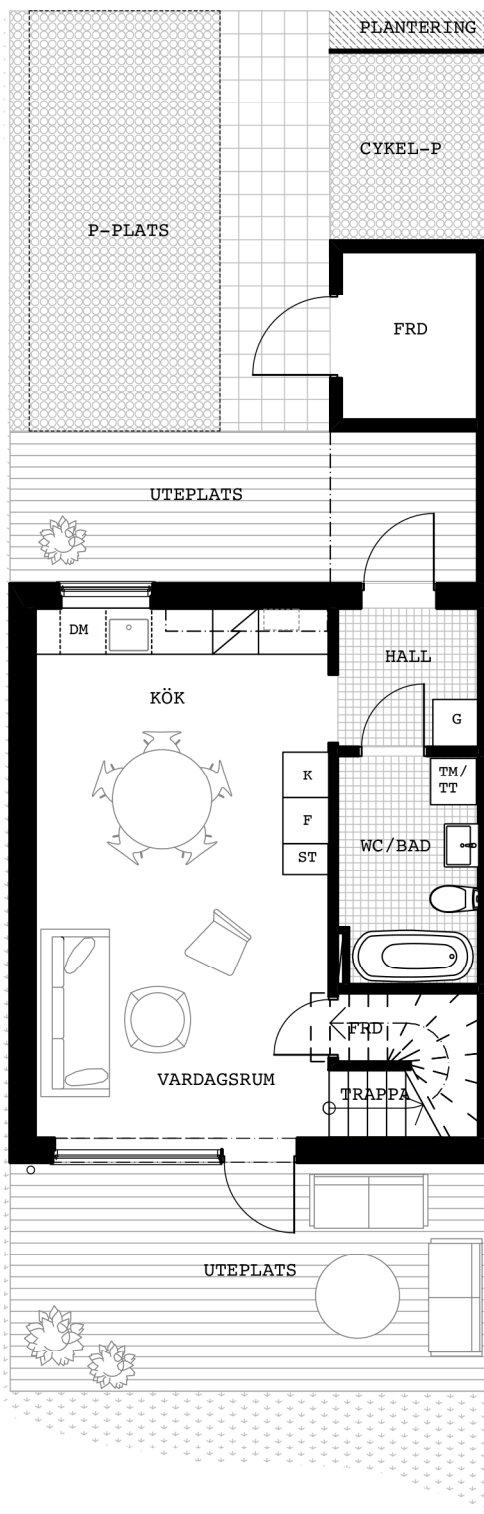 PLANTERING
CYKEL-P
P-PLATS
FRD
UTEPLATS
DM
HALL
KÖK
G
K
TM/
TT
F
WC/BAD
ST
FRD
VARDAGSRUM
TRAPPA
UTEPLATS